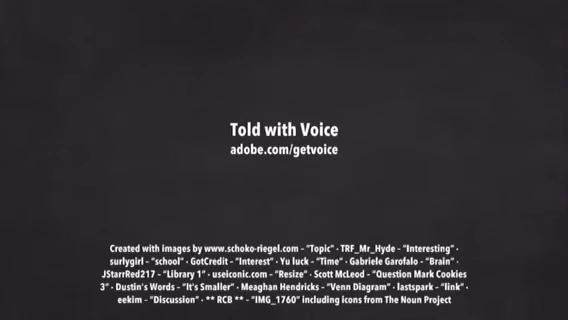 Told with Voice
adobe.com/getvoice
Created with images by www.schoko-riegel.com - "Topic" · TRF_Mr_Hyde - "Interesting" ·
surlygirl - "school" · GotCredit - "Interest" · Yu luck - "Time" · Gabriele Garofalo - "Brain" ·
JStarrRed217 - "Library 1" · useiconic.com - "Resize" · Scott McLeod - "Question Mark Cookies
3" · Dustin's Words - "It's Smaller" · Meaghan Hendricks - "Venn Diagram" · lastspark - "link" ·
eekim - "Discussion" · ** RCB ** - "IMG_1760" including icons from The Noun Project